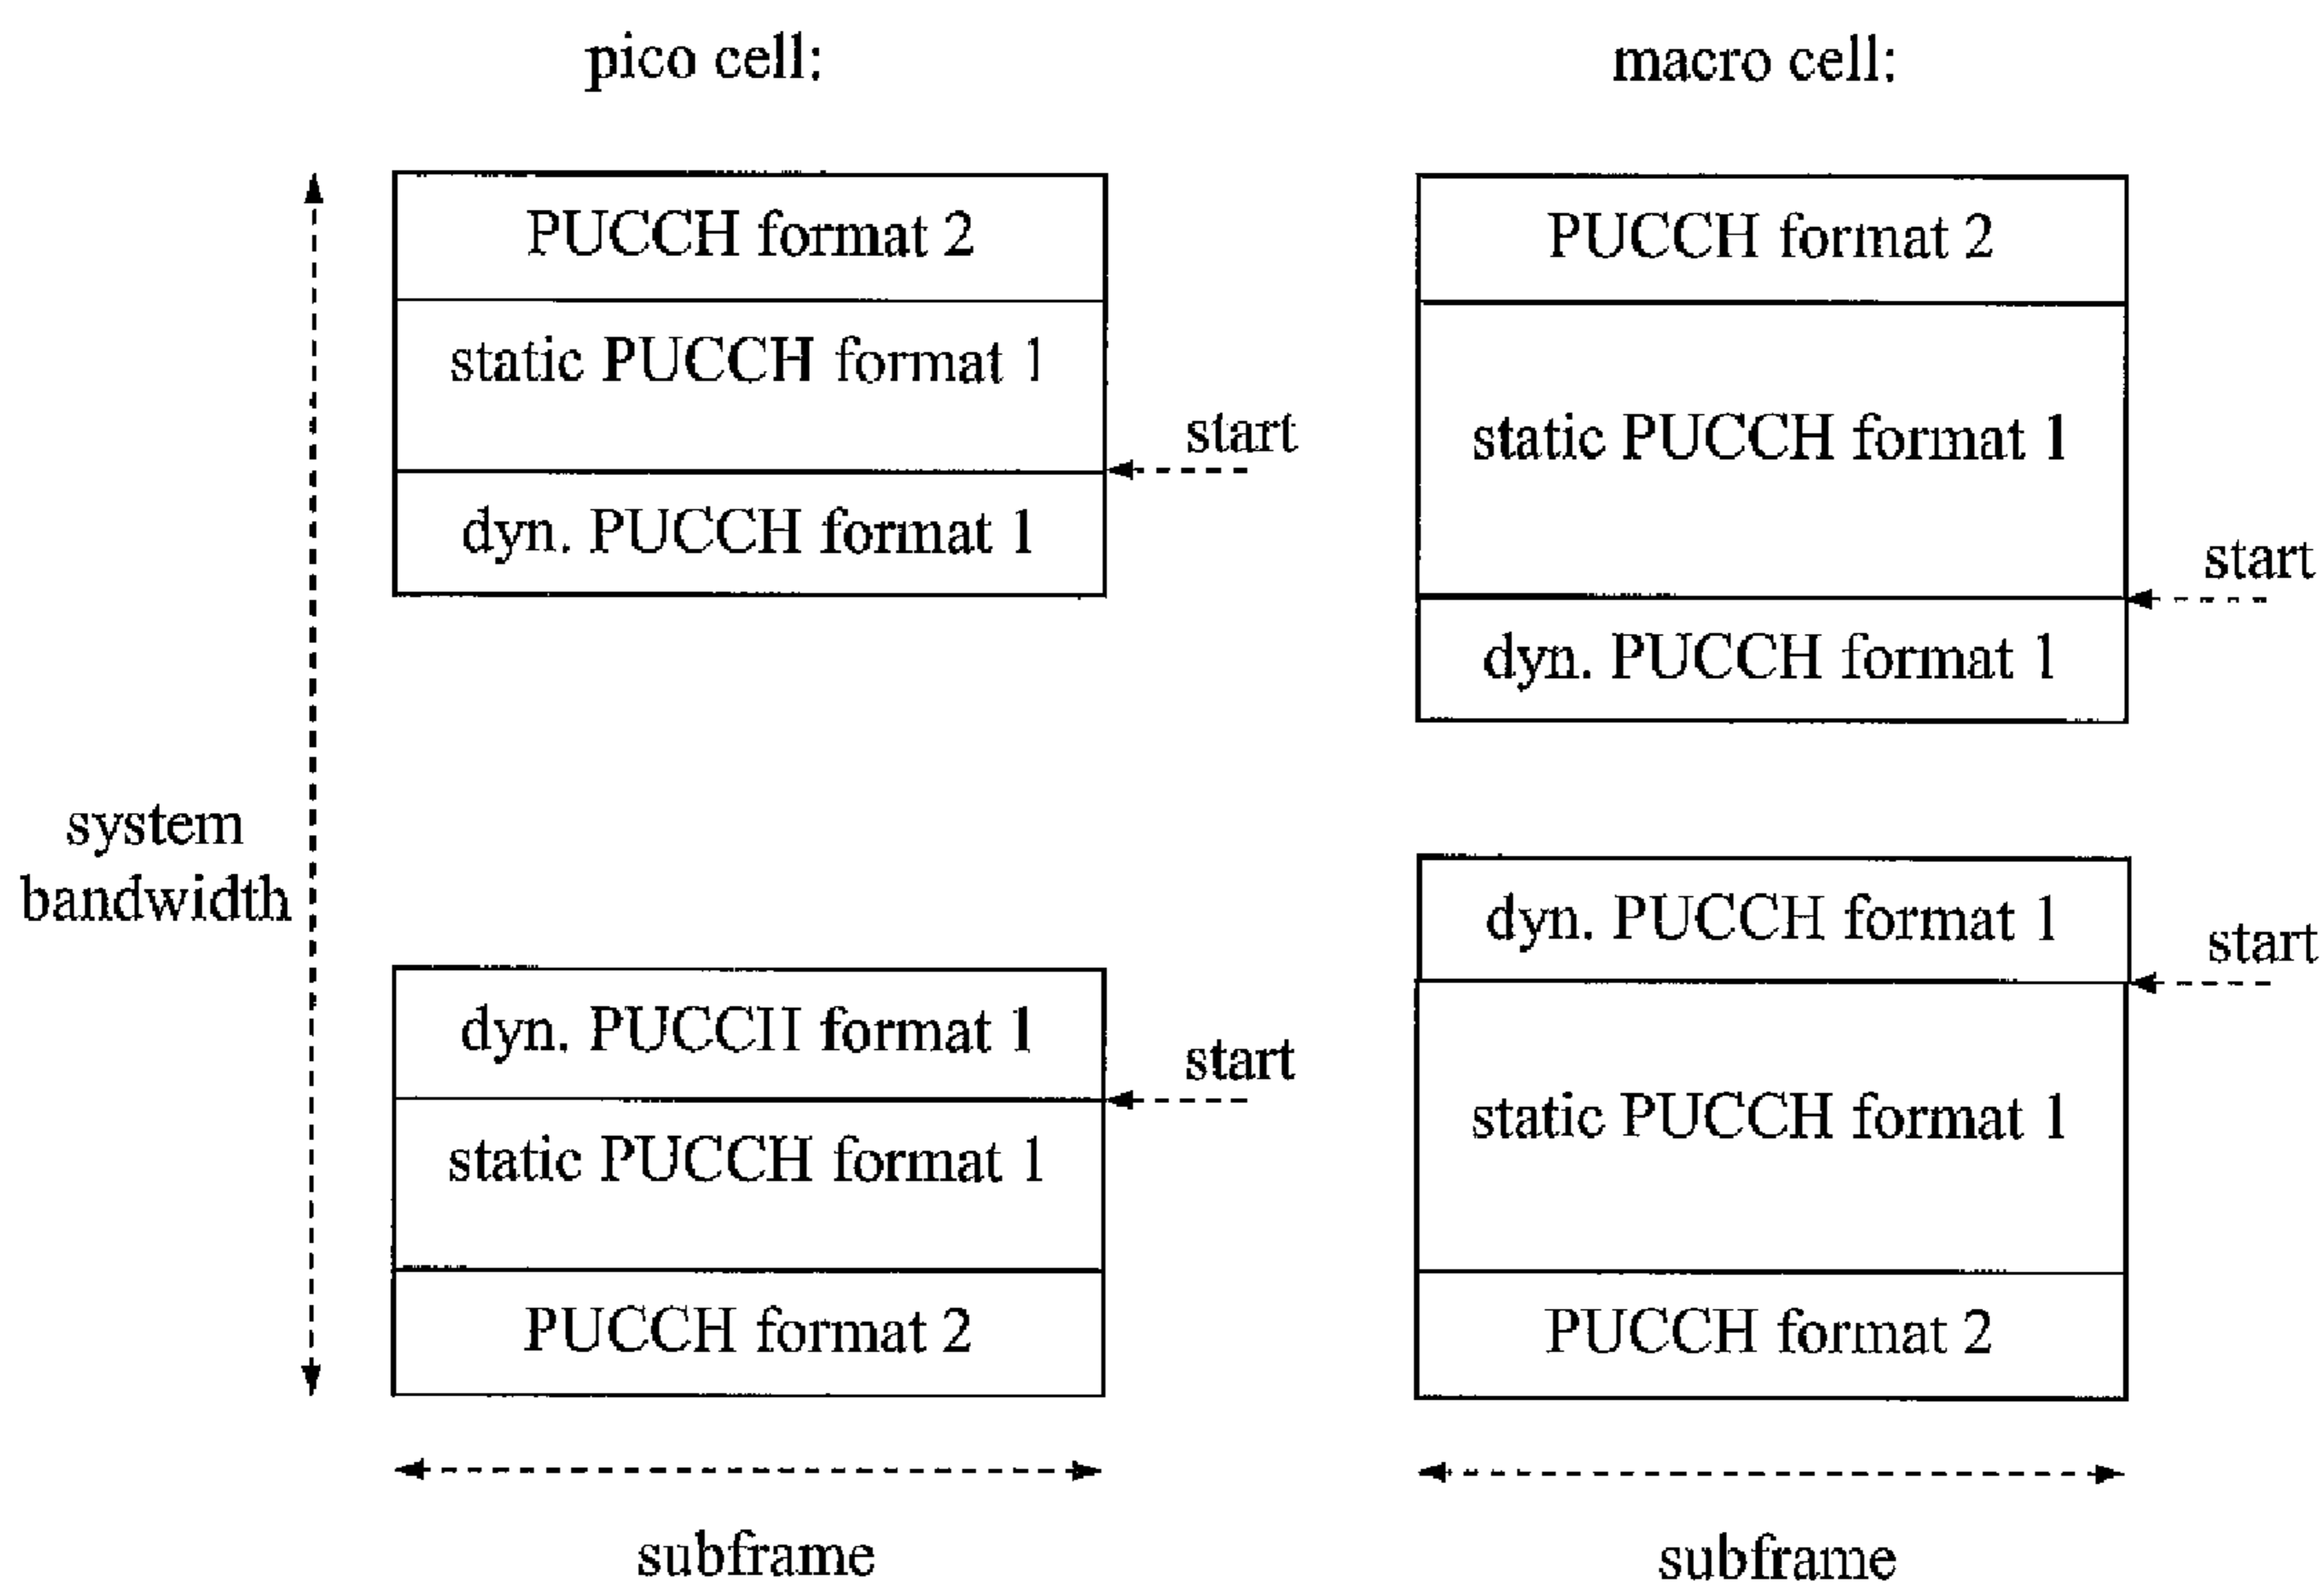 pico cell:
PUCCH format 2
static PUCCH format 1
start
dyn. PUCCH format 1
system
bandwidth
dyn. PUCCH format 1
start
static PUCCH format 1
PUCCH format 2
subframe
macro cell:
PUCCH format 2
static PUCCH format 1
start
dyn. PUCCH format 1
dyn. PUCCH format 1
start
static PUCCH format 1
PUCCH format 2
subframe